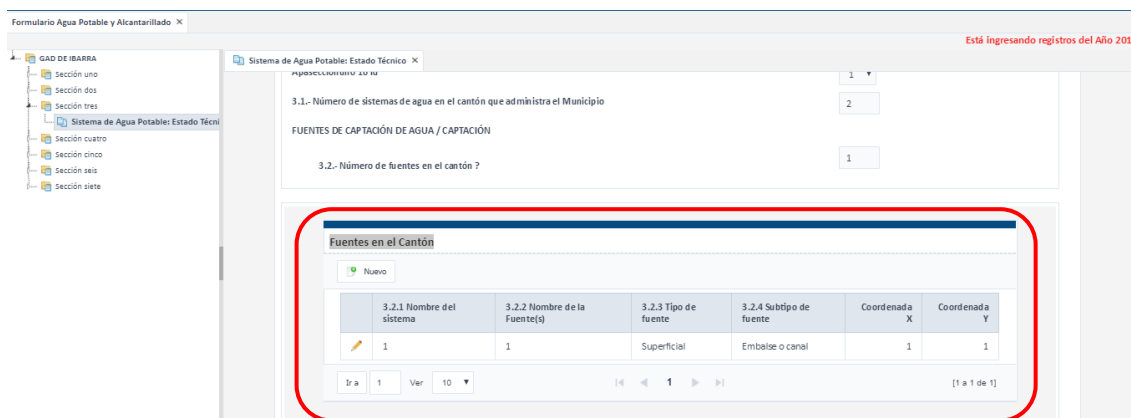 Formulario Agua Potable y Alcantarillado ×
Está ingresando registros del Año 201
GAD DE IBARRA
Sección uno
Sección dos
Sección tres
Sistema de Agua Potable: Estado Técni
Sección cuatro
Sección cinco
Sección seis
Sección siete
Sistema de Agua Potable: Estado Técnico ×
1
3.1.- Número de sistemas de agua en el cantón que administra el Municipio 2
FUENTES DE CAPTACIÓN DE AGUA / CAPTACIÓN
3.2.- Número de fuentes en el cantón ? 1
Fuentes en el Cantón
Nuevo
3.2.1 Nombre del sistema 3.2.2 Nombre de la Fuente(s) 3.2.3 Tipo de fuente 3.2.4 Subtipo de fuente Coordenada X Coordenada Y
1 1 Superficial Embalse o canal 1 1
Ir a 1 Ver 10 1 [1 a 1 de 1]